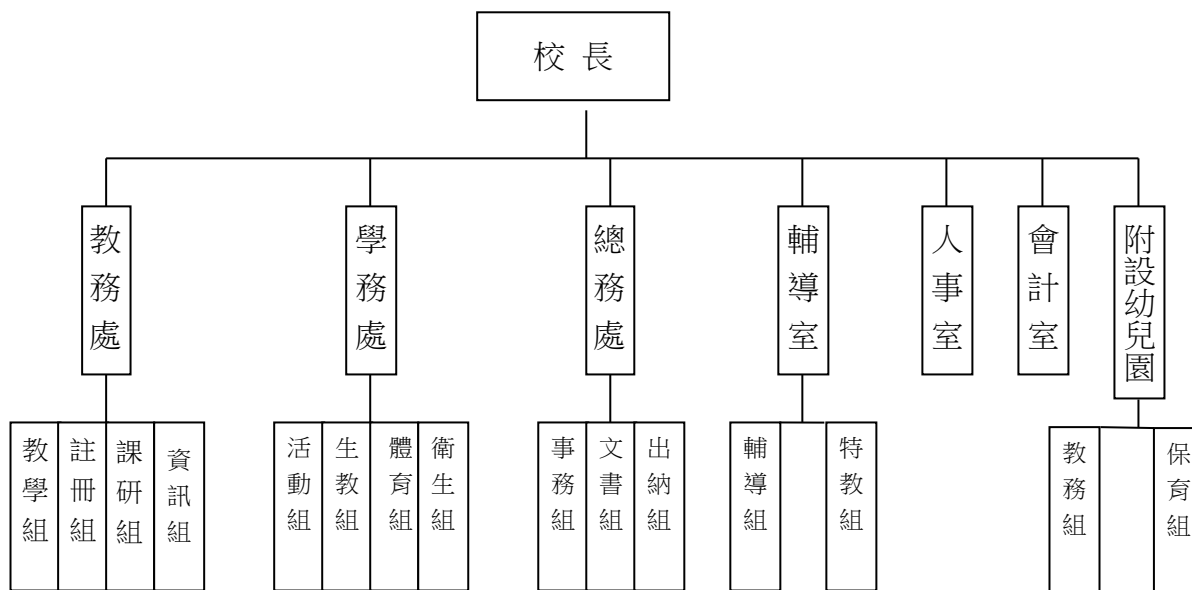 校長
教務處
學務處
總務處
輔導室
人事室
會計室
附設幼兒園
教學組
註冊組
課研組
資訊組
活動組
生教組
體育組
衛生組
事務組
文書組
出納組
輔導組
特教組
教務組
保育組